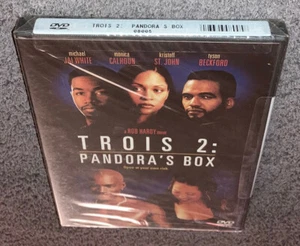 DVD TROIS 2: PANDORA'S BOX
michael JAI WHITE
monica CALHOUN
kristoff ST. JOHN
tyson BECKFORD
A ROB HARDY
TROIS 2:
PANDORA'S BOX
DVD